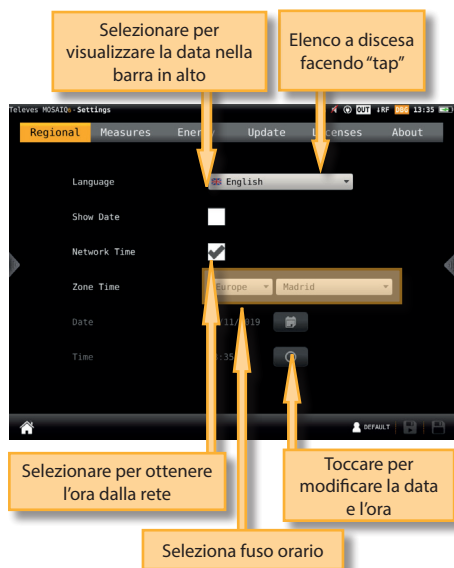 Selezionare per
visualizzare la data nella
barra in alto
Elenco a discesa
facendo “tap”
Televes MOSAIQ6-Settings
OUT RF 13:35
Regional Measures Energy Update Licenses About
Language English
Show Date
Network Time
Zone Time Europe Madrid
Date
Time
DEFAULT
Selezionare per ottenere
l’ora dalla rete
Toccare per
modificare la data
e l’ora
Seleziona fuso orario